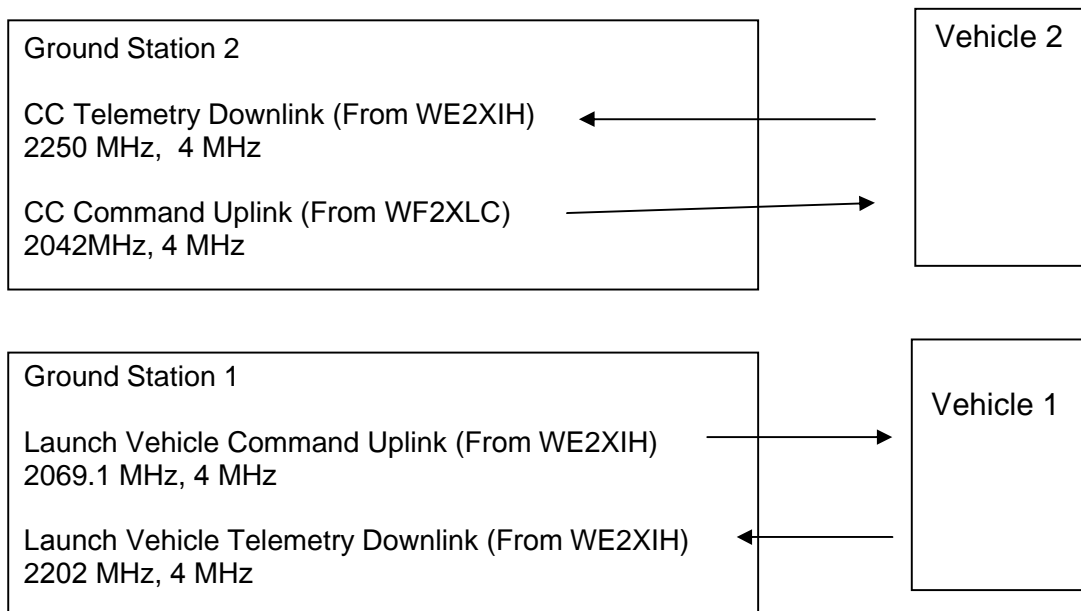 Ground Station 2
CC Telemetry Downlink (From WE2XIH)
2250 MHz,  4 MHz
CC Command Uplink (From WF2XLC)
2042MHz, 4 MHz
Vehicle 2
Ground Station 1
Launch Vehicle Command Uplink (From WE2XIH)
2069.1 MHz, 4 MHz
Launch Vehicle Telemetry Downlink (From WE2XIH)
2202 MHz, 4 MHz
Vehicle 1